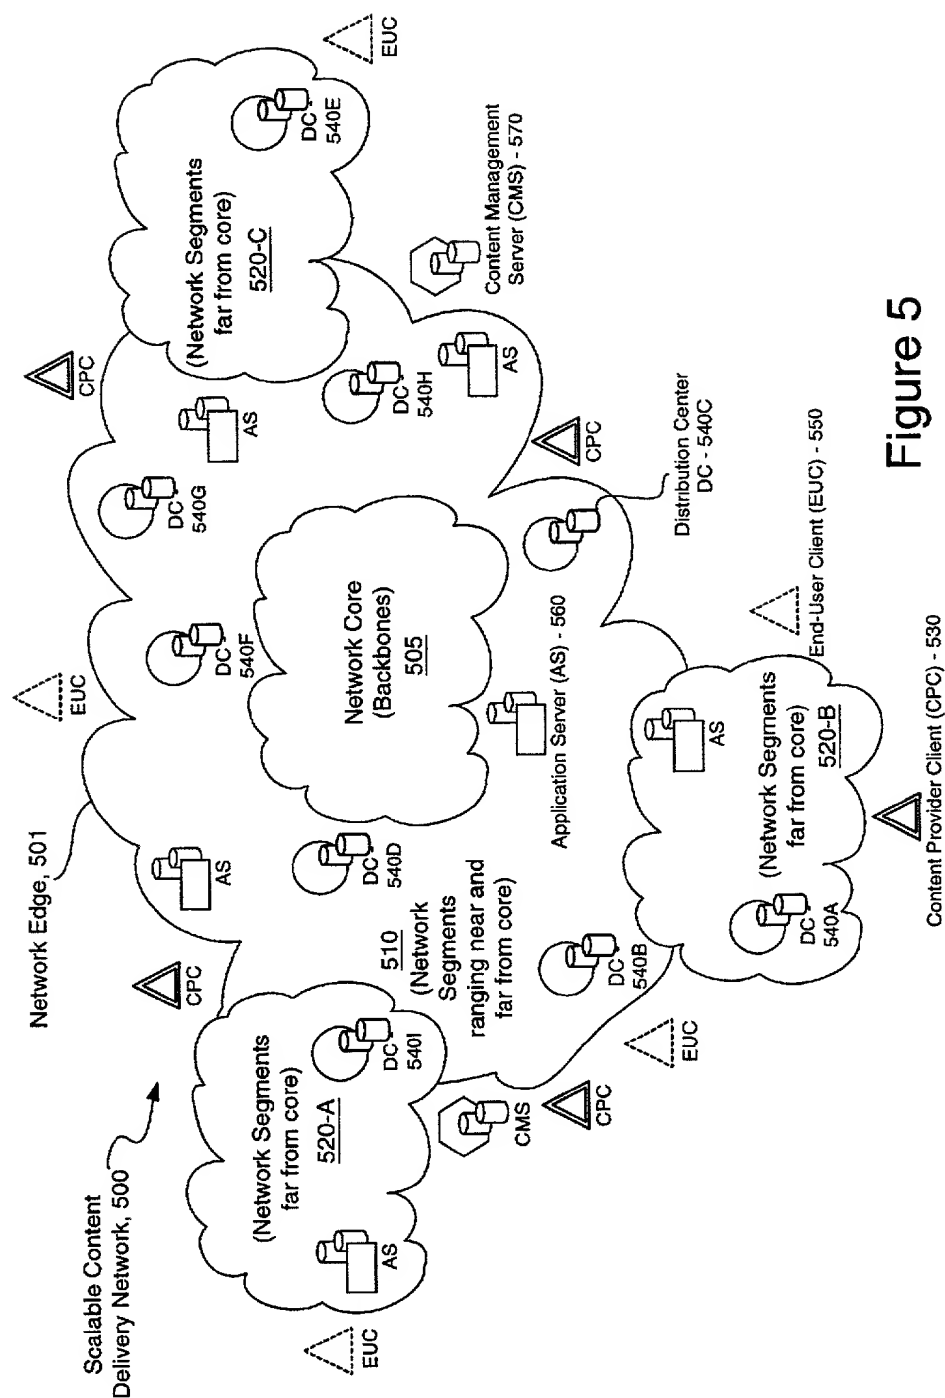 Scalable Content
Delivery Network, 500
Network Edge, 501
EUC
CPC
EUC
CPC
EUC
(Network Segments
far from core)
520-A
AS
DC
540I
AS
DC
540D
DC
540F
DC
540G
AS
(Network Segments
far from core)
520-C
DC
540E
Network Core
(Backbones)
505
DC
540H
AS
510
(Network
Segments
ranging near and
far from core)
CMS
CPC
EUC
DC
540B
Application Server (AS) - 560
CPC
Content Management
Server (CMS) - 570
Distribution Center
DC - 540C
(Network Segments
far from core)
520-B
DC
540A
AS
End-User Client (EUC) - 550
Content Provider Client (CPC) - 530
Figure 5